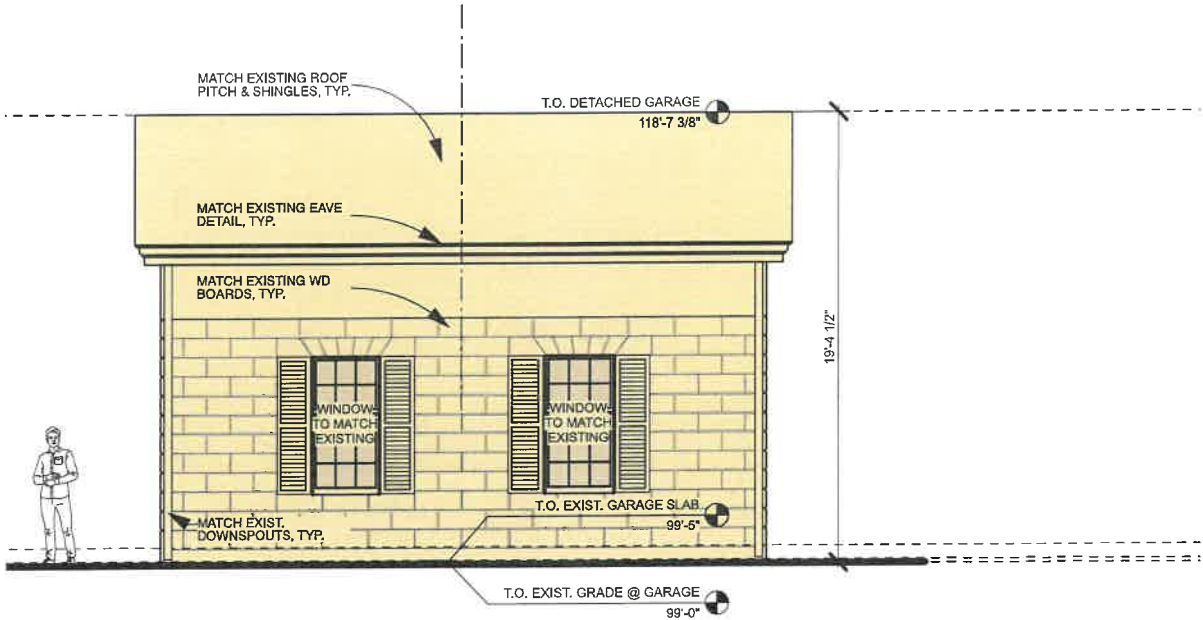 MATCH EXISTING ROOF
PITCH & SHINGLES, TYP.
T.O. DETACHED GARAGE
118'-7 3/8"
MATCH EXISTING EAVE
DETAIL, TYP.
MATCH EXISTING WD
BOARDS, TYP.
19'-4 1/2"
WINDOW
TO MATCH
EXISTING
WINDOW
TO MATCH
EXISTING
T.O. EXIST. GARAGE SLAB
99'-5"
MATCH EXIST.
DOWNSPOUTS, TYP.
T.O. EXIST. GRADE @ GARAGE
99'-0"